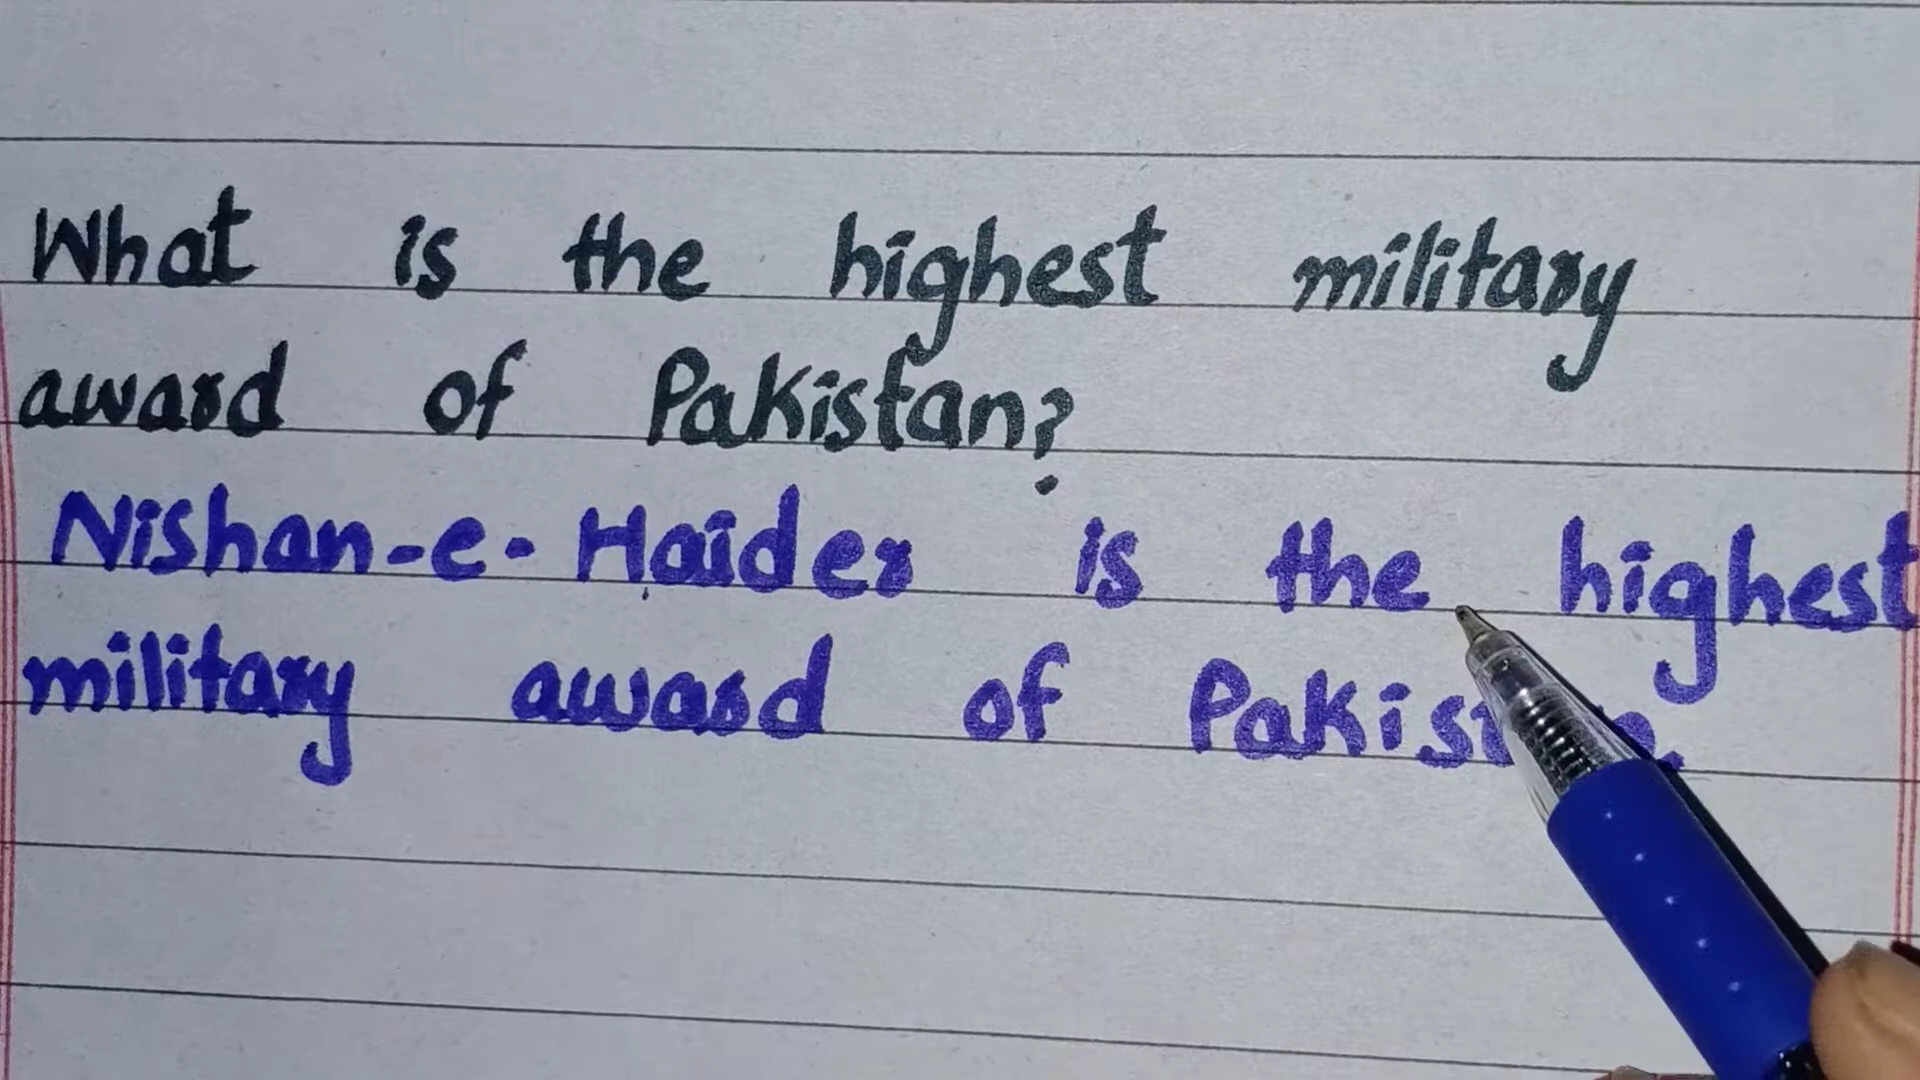 What is the highest military
award of Pakistan?
Nishan-e-Haider is the highest
military award of